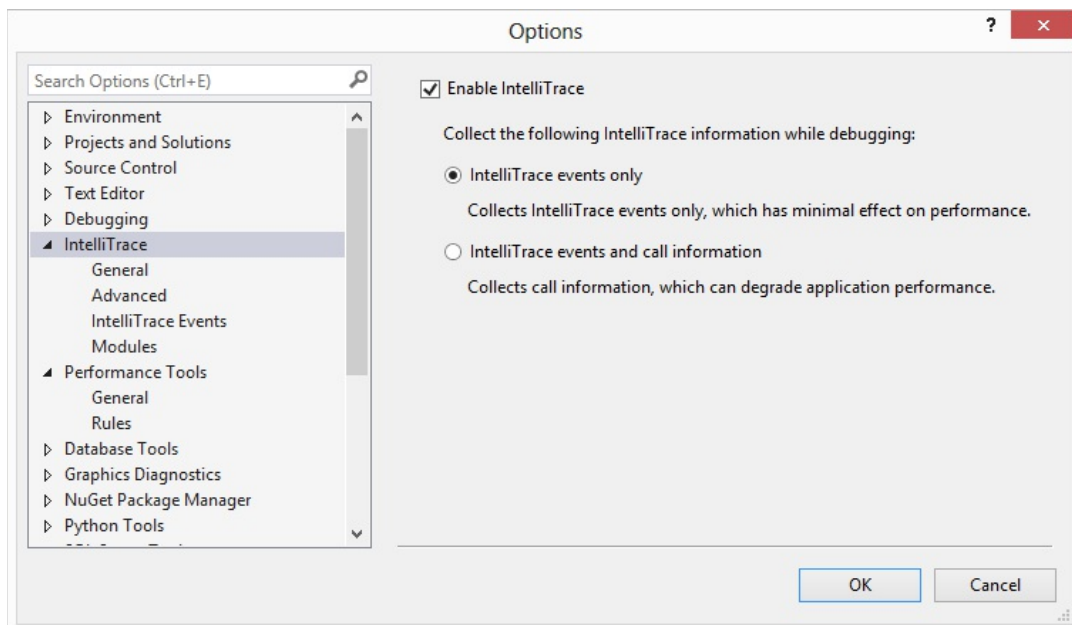 Options
?
Search Options (Ctrl+E)
Environment
Projects and Solutions
Source Control
Text Editor
Debugging
IntelliTrace
General
Advanced
IntelliTrace Events
Modules
Performance Tools
General
Rules
Database Tools
Graphics Diagnostics
NuGet Package Manager
Python Tools
Enable IntelliTrace
Collect the following IntelliTrace information while debugging:
IntelliTrace events only
Collects IntelliTrace events only, which has minimal effect on performance.
IntelliTrace events and call information
Collects call information, which can degrade application performance.
OK
Cancel